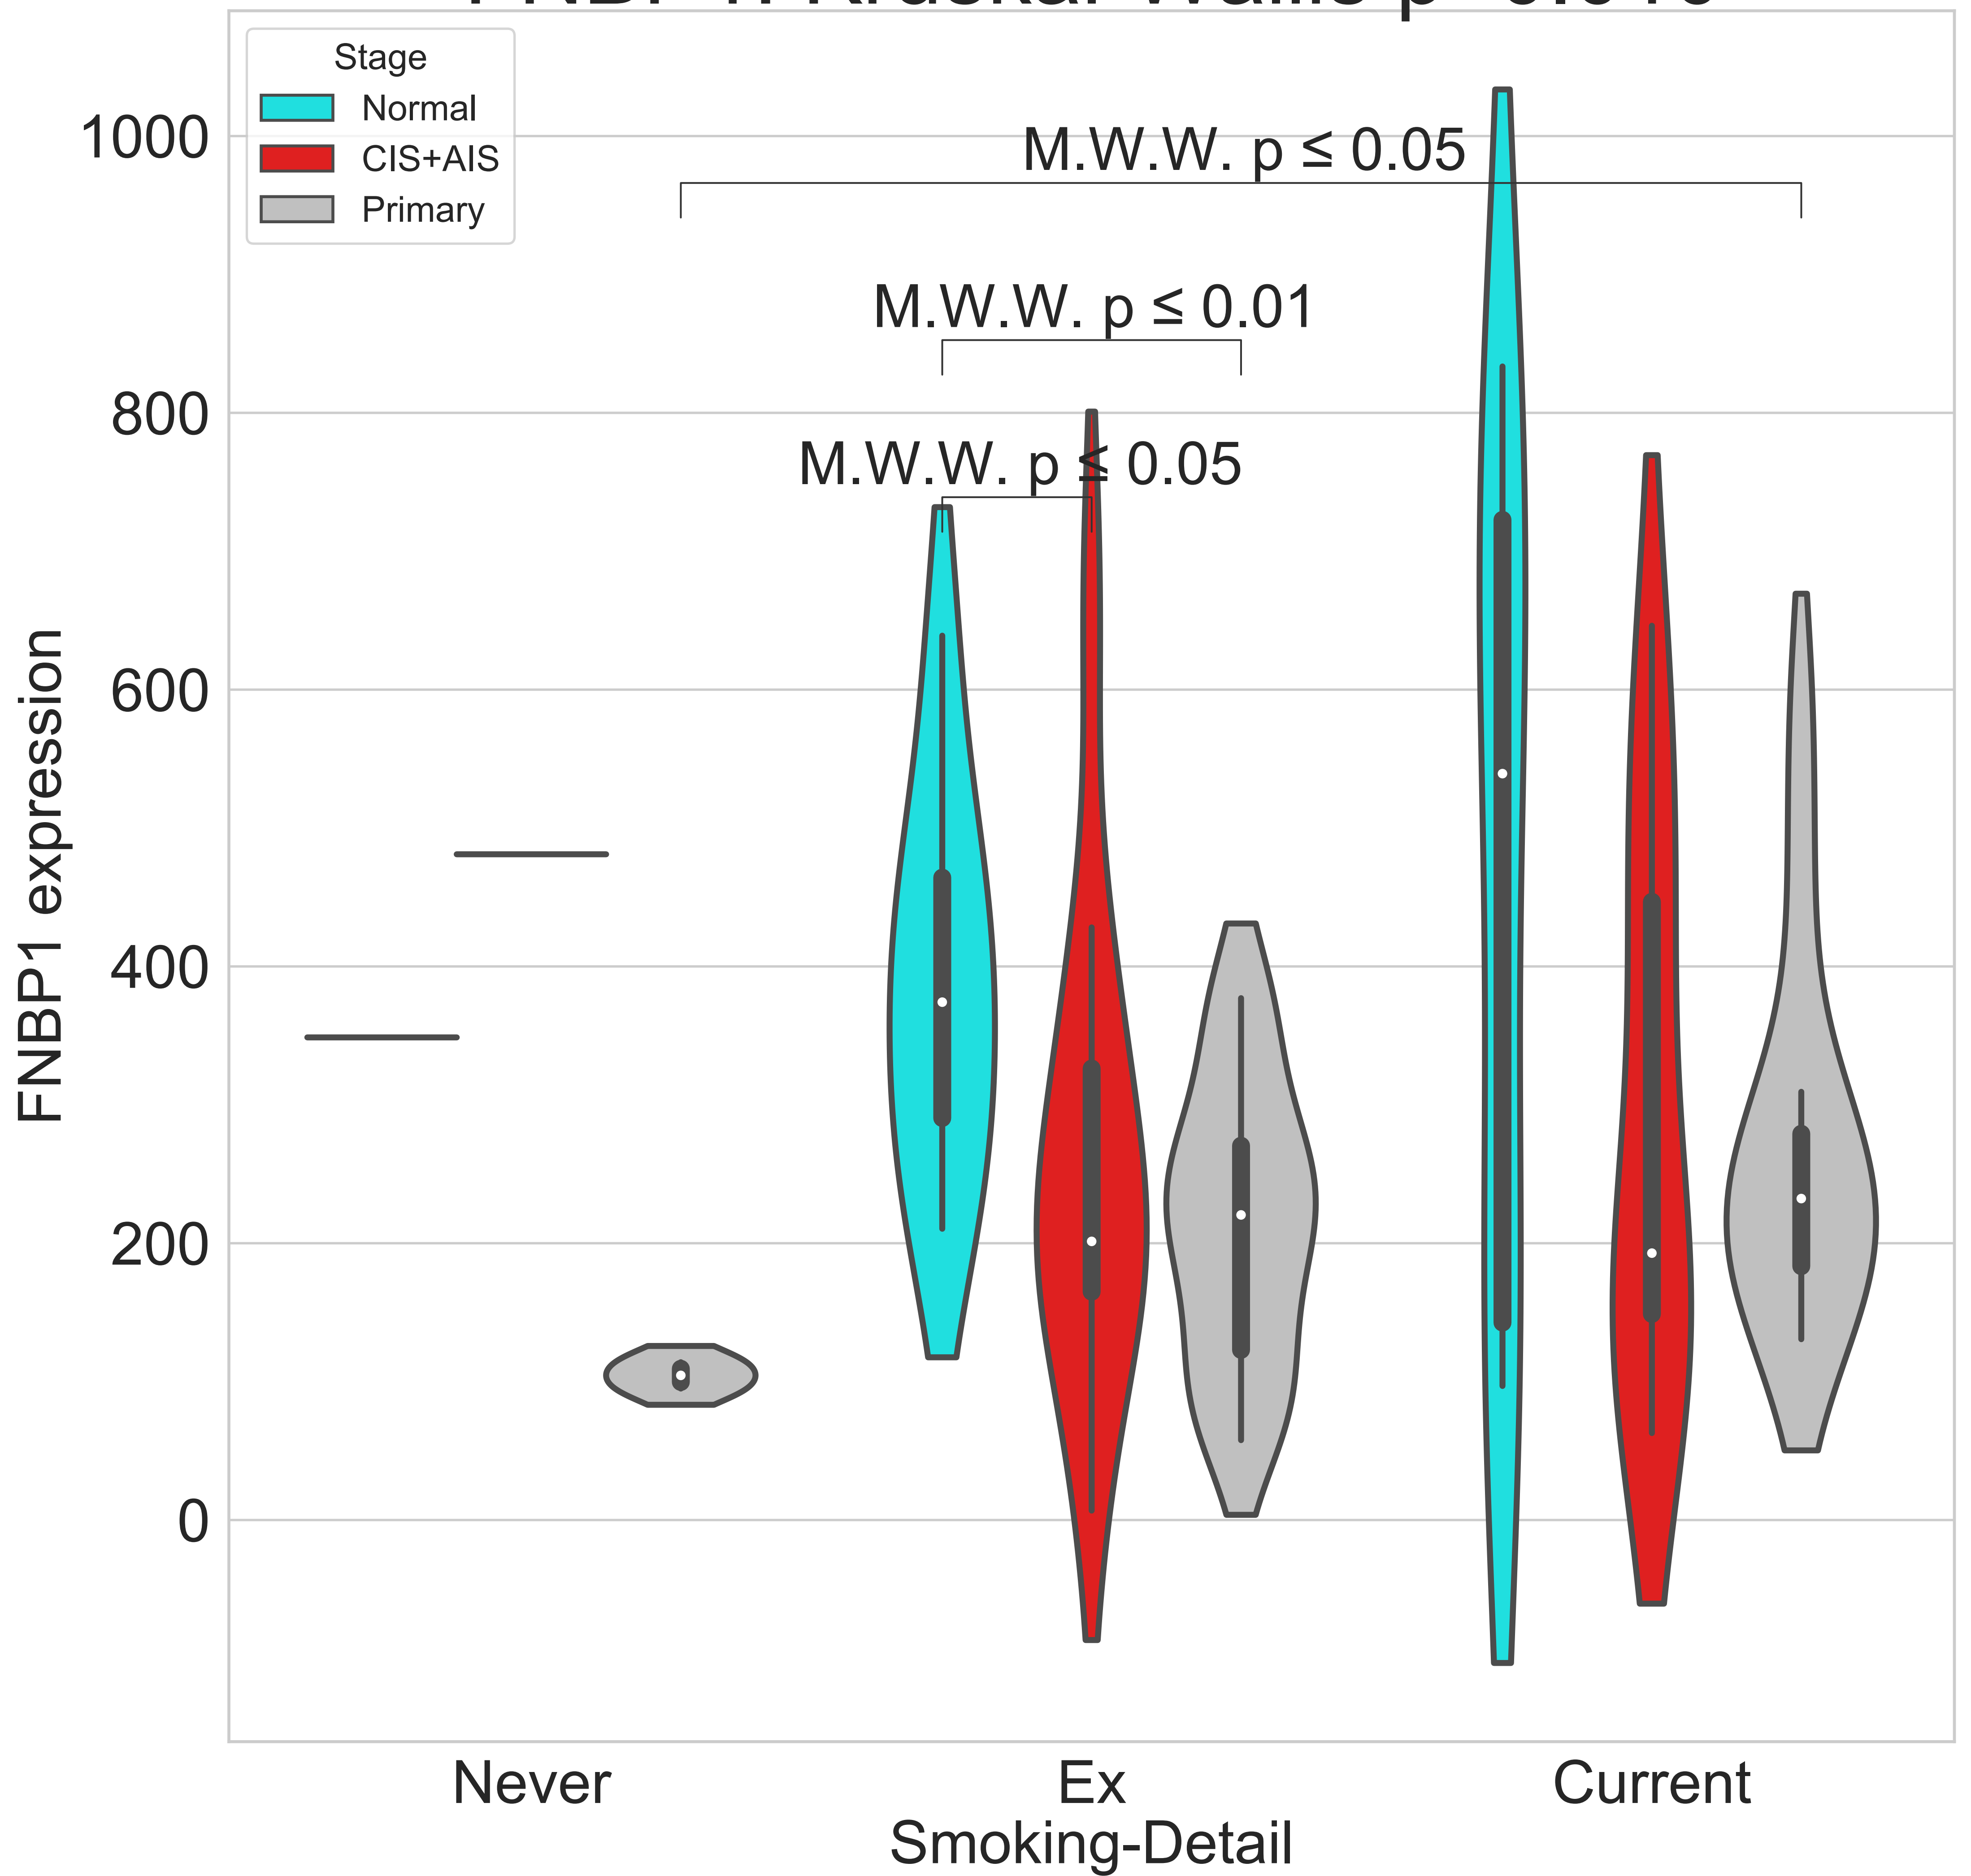 Stage
Normal
CIS+AIS
Primary
1000
800
600
400
200
0
FNBP1 expression
M.W.W. p ≤ 0.05
M.W.W. p ≤ 0.01
M.W.W. p ≤ 0.05
Never
Ex
Current
Smoking-Detail